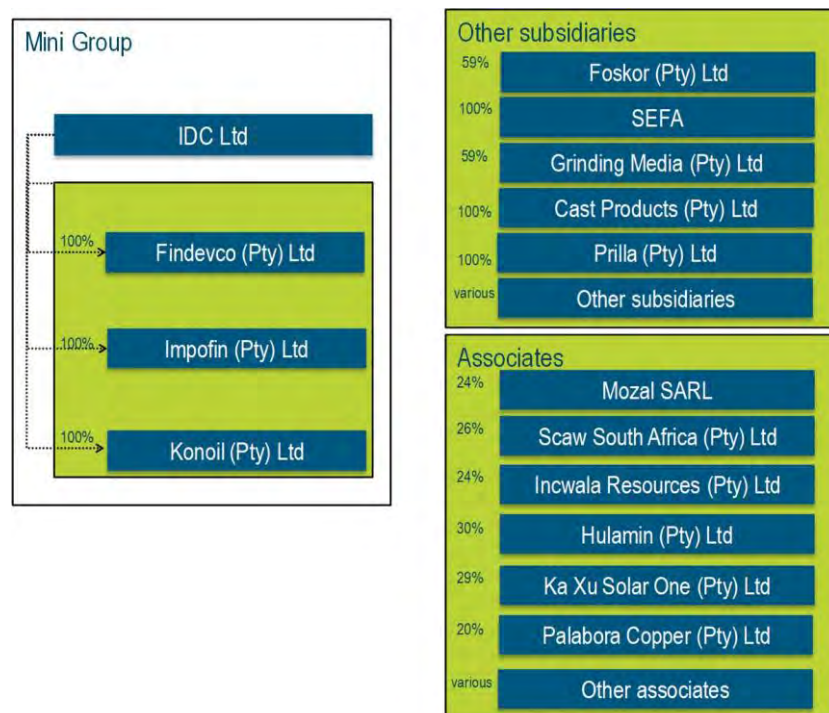 Mini Group
IDC Ltd
100%
Findevco (Pty) Ltd
100%
Impofin (Pty) Ltd
100%
Konoil (Pty) Ltd
Other subsidiaries
59%
Foskor (Pty) Ltd
100%
SEFA
59%
Grinding Media (Pty) Ltd
100%
Cast Products (Pty) Ltd
100%
Prilla (Pty) Ltd
various
Other subsidiaries
Associates
24%
Mozal SARL
26%
Scaw South Africa (Pty) Ltd
24%
Incwala Resources (Pty) Ltd
30%
Hulamin (Pty) Ltd
29%
Ka Xu Solar One (Pty) Ltd
20%
Palabora Copper (Pty) Ltd
various
Other associates